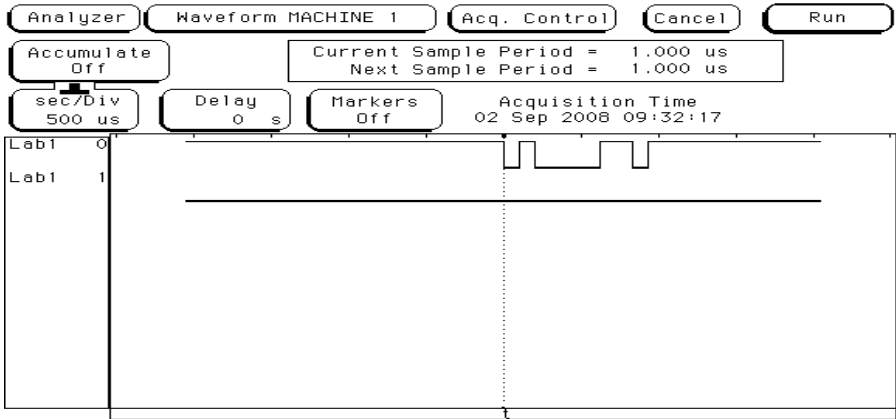 Analyzer Waveform MACHINE 1 Acq. Control Cancel Run
Accumulate
Off
Current Sample Period = 1.000 us
Next Sample Period = 1.000 us
sec/Div
500 us
Delay
0 s
Markers
Off
Acquisition Time
02 Sep 2008 09:32:17
Lab1 0
Lab1 1
t